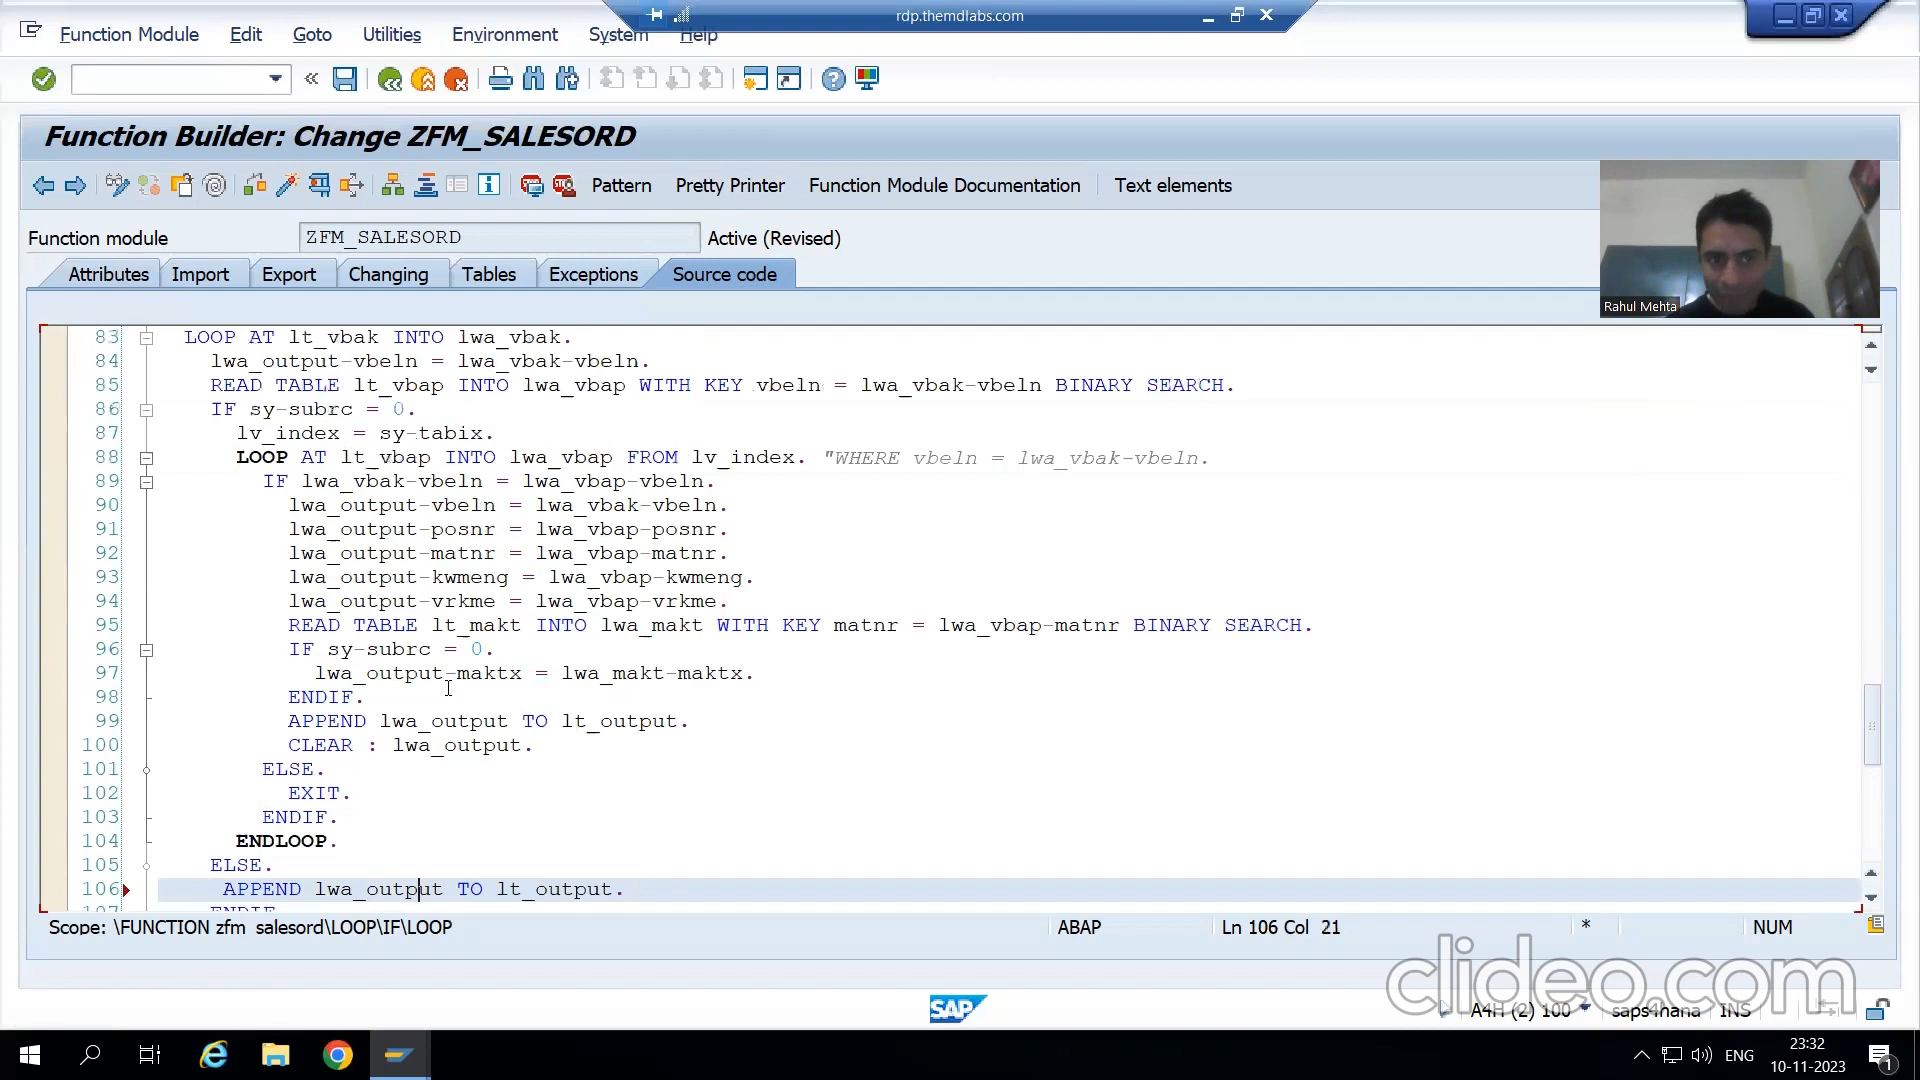 rdp.themdlabs.com
Function Module Edit Goto Utilities Environment System Help
Function Builder: Change ZFM_SALESORD
Pattern Pretty Printer Function Module Documentation Text elements
Function module ZFM_SALESORD Active (Revised)
Attributes Import Export Changing Tables Exceptions Source code
Rahul Mehta
83 LOOP AT lt_vbak INTO lwa_vbak.
84 lwa_output-vbeln = lwa_vbak-vbeln.
85 READ TABLE lt_vbap INTO lwa_vbap WITH KEY vbeln = lwa_vbak-vbeln BINARY SEARCH.
86 IF sy-subrc = 0.
87 lv_index = sy-tabix.
88 LOOP AT lt_vbap INTO lwa_vbap FROM lv_index. "WHERE vbeln = lwa_vbak-vbeln.
89 IF lwa_vbak-vbeln = lwa_vbap-vbeln.
90 lwa_output-vbeln = lwa_vbak-vbeln.
91 lwa_output-posnr = lwa_vbap-posnr.
92 lwa_output-matnr = lwa_vbap-matnr.
93 lwa_output-kwmeng = lwa_vbap-kwmeng.
94 lwa_output-vrkme = lwa_vbap-vrkme.
95 READ TABLE lt_makt INTO lwa_makt WITH KEY matnr = lwa_vbap-matnr BINARY SEARCH.
96 IF sy-subrc = 0.
97 lwa_output-maktx = lwa_makt-maktx.
98 ENDIF.
99 APPEND lwa_output TO lt_output.
100 CLEAR : lwa_output.
101 ELSE.
102 EXIT.
103 ENDIF.
104 ENDLOOP.
105 ELSE.
106 APPEND lwa_output TO lt_output.
107 ENDIF
Scope: \FUNCTION zfm_salesord\LOOP\IF\LOOP ABAP Ln 106 Col 21 * NUM
clideo.com
SAP A4H (2) 100 saps4hana INS
ENG 23:32
10-11-2023
1